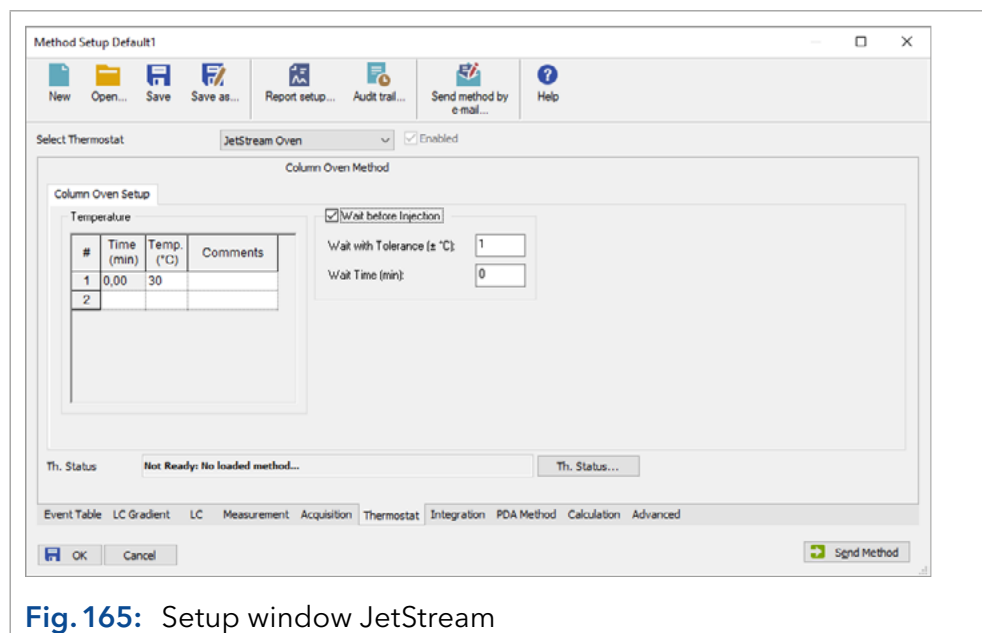 Method Setup Default1
New Open... Save Save as... Report setup... Audit trail... Send method by e-mail... Help
Select Thermostat JetStream Oven Enabled
Column Oven Method
Column Oven Setup
Temperature Wait before Injection
# Time (min) Temp. (°C) Comments
Wait with Tolerance (± °C): 1
1 0,00 30
Wait Time (min): 0
2
Th. Status Not Ready: No loaded method... Th. Status...
Event Table LC Gradient LC Measurement Acquisition Thermostat Integration PDA Method Calculation Advanced
OK Cancel Send Method
Fig. 165: Setup window JetStream